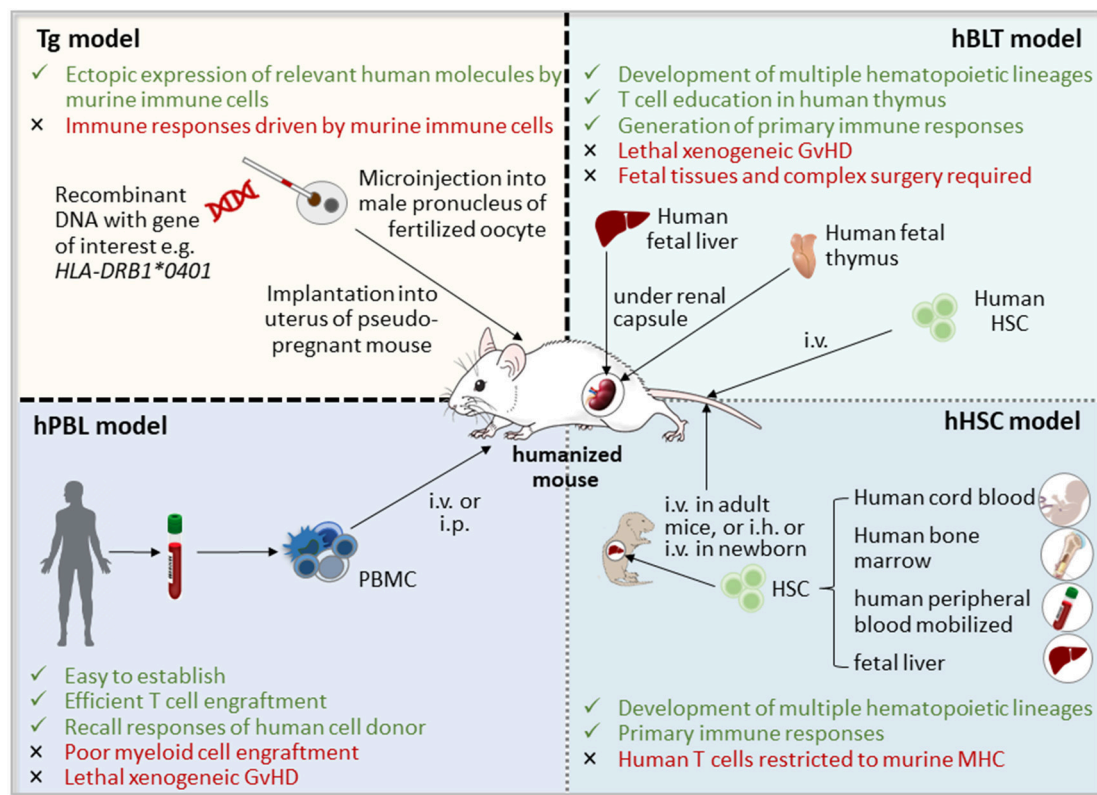 Tg model
✓ Ectopic expression of relevant human molecules by
murine immune cells
× Immune responses driven by murine immune cells
Recombinant
DNA with gene
of interest e.g.
HLA-DRB1*0401
Microinjection into
male pronucleus of
fertilized oocyte
Implantation into
uterus of pseudo-
pregnant mouse
hBLT model
✓ Development of multiple hematopoietic lineages
✓ T cell education in human thymus
✓ Generation of primary immune responses
× Lethal xenogeneic GvHD
× Fetal tissues and complex surgery required
Human
fetal liver
Human fetal
thymus
under renal
capsule
Human
HSC
i.v.
humanized
mouse
hPBL model
i.v. or
i.p.
PBMC
✓ Easy to establish
✓ Efficient T cell engraftment
✓ Recall responses of human cell donor
× Poor myeloid cell engraftment
× Lethal xenogeneic GvHD
hHSC model
i.v. in adult
mice, or i.h. or
i.v. in newborn
HSC
Human cord blood
Human bone
marrow
human peripheral
blood mobilized
fetal liver
✓ Development of multiple hematopoietic lineages
✓ Primary immune responses
× Human T cells restricted to murine MHC